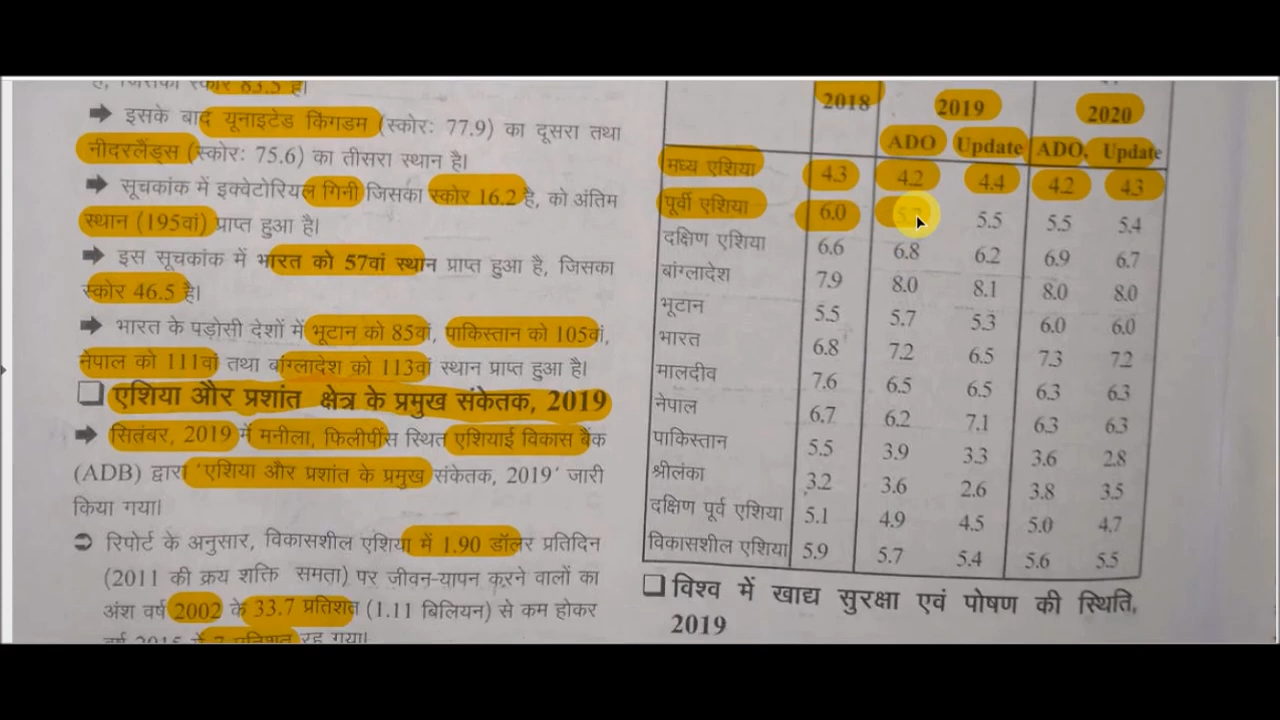 है, जिसका स्कोर 83.5 है।
➡ इसके बाद यूनाइटेड किंगडम (स्कोरः 77.9) का दूसरा तथा
नीदरलैंड्स (स्कोरः 75.6) का तीसरा स्थान है।
➡ सूचकांक में इक्वेटोरियल गिनी जिसका स्कोर 16.2 है, को अंतिम
स्थान (195वां) प्राप्त हुआ है।
➡ इस सूचकांक में भारत को 57वां स्थान प्राप्त हुआ है, जिसका
स्कोर 46.5 है।
➡ भारत के पड़ोसी देशों में भूटान को 85वां, पाकिस्तान को 105वां,
नेपाल को 111वां तथा बांग्लादेश को 113वां स्थान प्राप्त हुआ है।
❑ एशिया और प्रशांत क्षेत्र के प्रमुख संकेतक, 2019
➡ सितंबर, 2019 में मनीला, फिलीपींस स्थित एशियाई विकास बैंक
(ADB) द्वारा 'एशिया और प्रशांत के प्रमुख संकेतक, 2019' जारी
किया गया।
➲ रिपोर्ट के अनुसार, विकासशील एशिया में 1.90 डॉलर प्रतिदिन
(2011 की क्रय शक्ति समता) पर जीवन-यापन करने वालों का
अंश वर्ष 2002 के 33.7 प्रतिशत (1.11 बिलियन) से कम होकर
वर्ष 2015 में 7 प्रतिशत रह गया।
2018 2019 2020
ADO Update ADO, Update
मध्य एशिया 4.3 4.2 4.4 4.2 4.3
पूर्वी एशिया 6.0 5.5 5.5 5.4
दक्षिण एशिया 6.6 6.8 6.2 6.9 6.7
बांग्लादेश 7.9 8.0 8.1 8.0 8.0
भूटान 5.5 5.7 5.3 6.0 6.0
भारत 6.8 7.2 6.5 7.3 7.2
मालदीव 7.6 6.5 6.5 6.3 6.3
नेपाल 6.7 6.2 7.1 6.3 6.3
पाकिस्तान 5.5 3.9 3.3 3.6 2.8
श्रीलंका 3.2 3.6 2.6 3.8 3.5
दक्षिण पूर्व एशिया 5.1 4.9 4.5 5.0 4.7
विकासशील एशिया 5.9 5.7 5.4 5.6 5.5
❑ विश्व में खाद्य सुरक्षा एवं पोषण की स्थिति,
2019